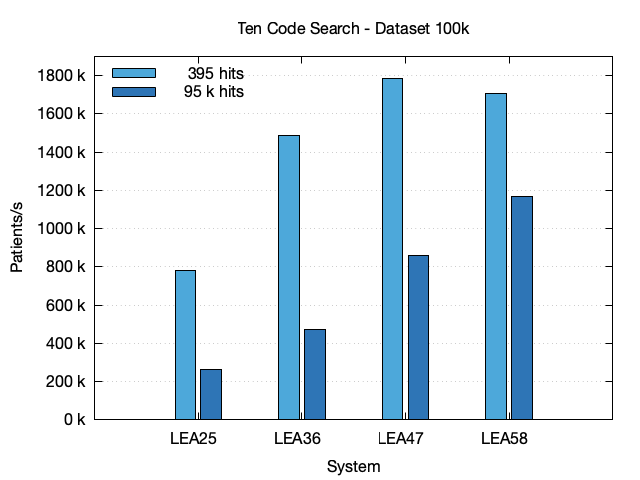 Ten Code Search - Dataset 100k
395 hits
95 k hits
1800 k
1600 k
1400 k
1200 k
1000 k
800 k
600 k
400 k
200 k
0 k
Patients/s
LEA25 LEA36 LEA47 LEA58
System